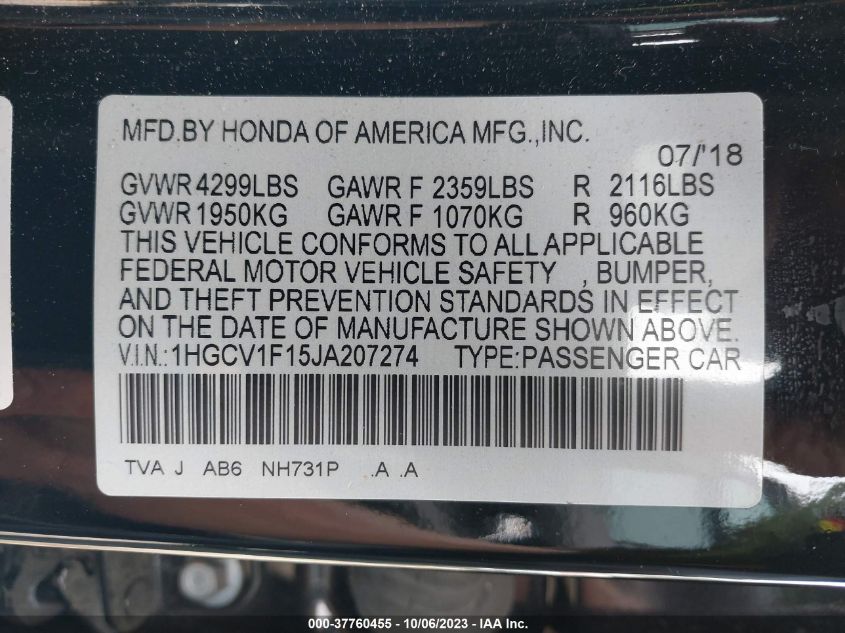 MFD.BY HONDA OF AMERICA MFG.,INC.
07/'18
GVWR 4299LBS GAWR F 2359LBS R 2116LBS
GVWR 1950KG GAWR F 1070KG R 960KG
THIS VEHICLE CONFORMS TO ALL APPLICABLE
FEDERAL MOTOR VEHICLE SAFETY , BUMPER,
AND THEFT PREVENTION STANDARDS IN EFFECT
ON THE DATE OF MANUFACTURE SHOWN ABOVE.
V.I.N.:1HGCV1F15JA207274 TYPE:PASSENGER CAR
TVA J AB6 NH731P .A .A
000-37760455 - 10/06/2023 - IAA Inc.